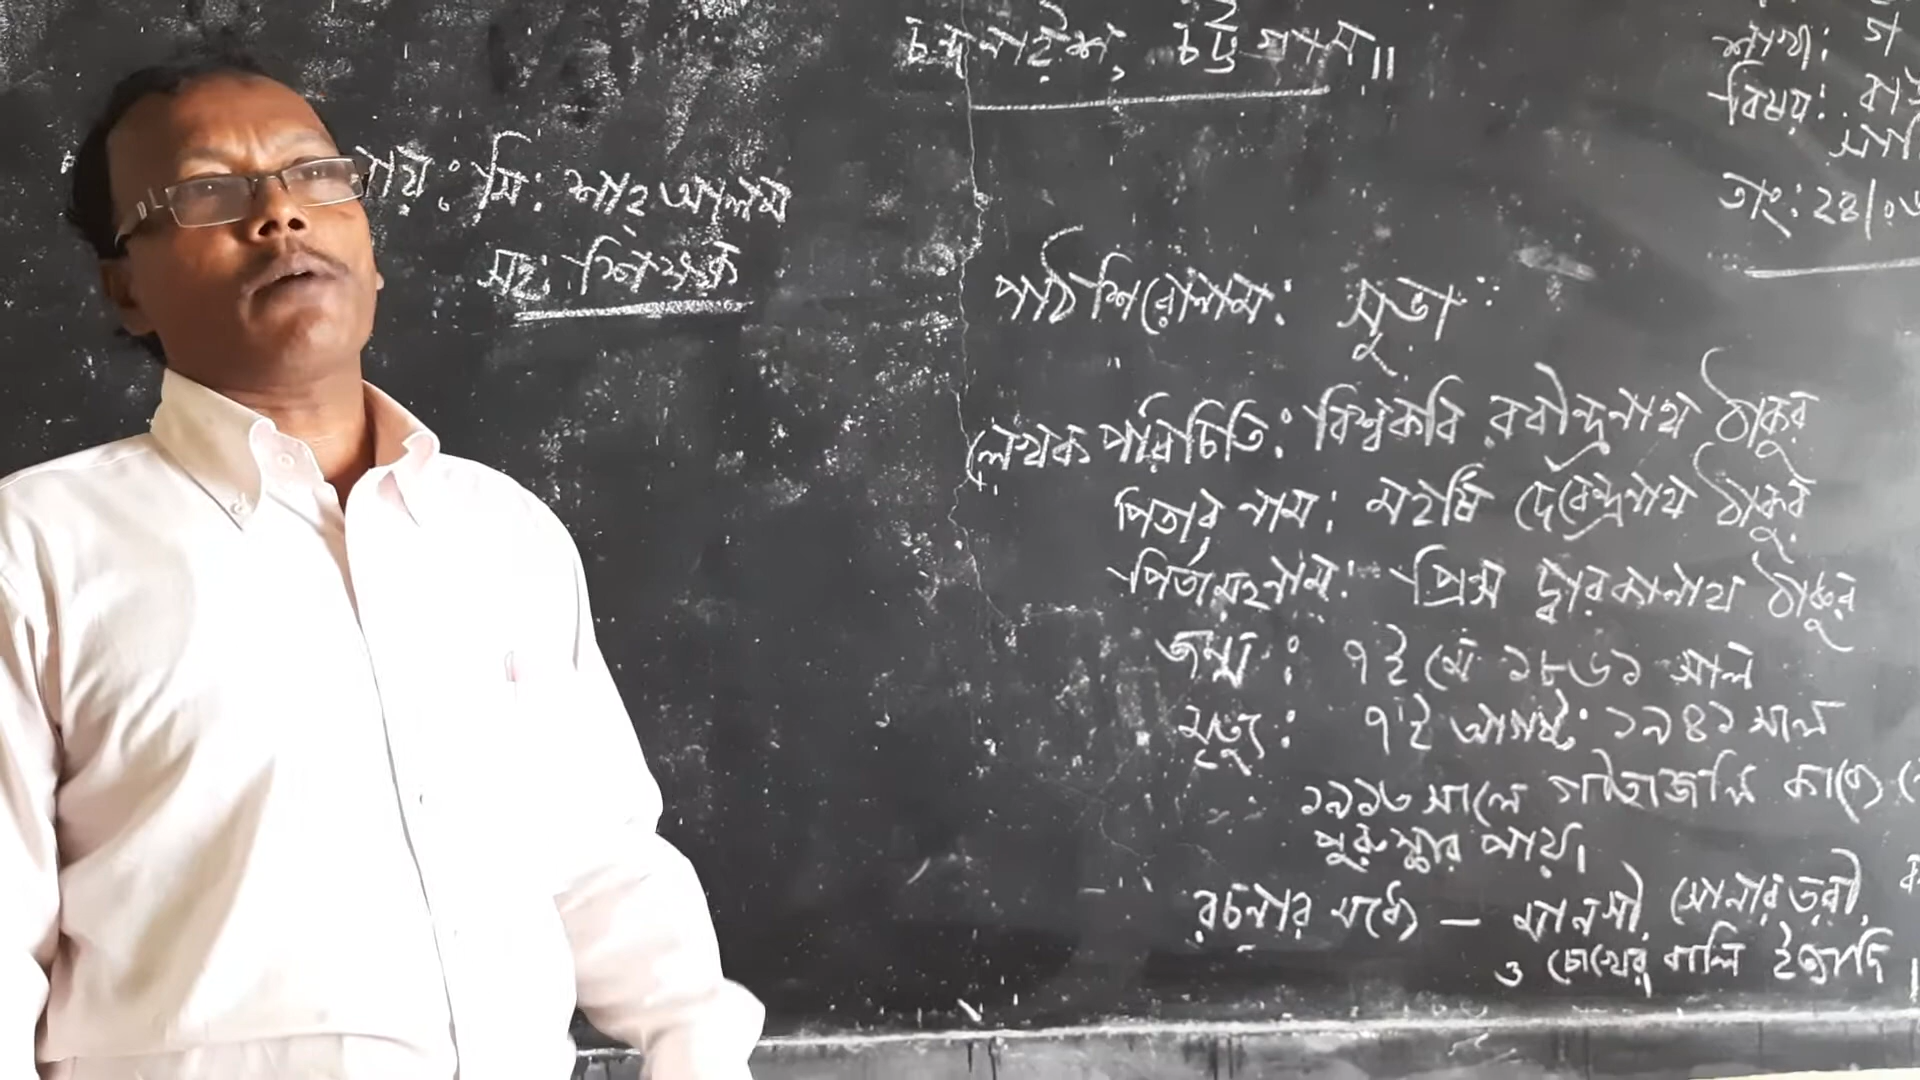 চন্দনাইশ, চট্টগ্রাম॥
শাখা: গ
বিষয়:
তাং: ২৪/০
মি: শাহ আলম
সহ: শিক্ষক
পাঠ শিরোনাম: সুভা
লেখক পরিচিতি: বিশ্বকবি রবীন্দ্রনাথ ঠাকুর
পিতার নাম: মহর্ষি দেবেন্দ্রনাথ ঠাকুর
পিতামহ নাম: প্রিন্স দ্বারকানাথ ঠাকুর
জন্ম: ৭ই মে ১৮৬১ সাল
মৃত্যু: ৭ই আগষ্ট: ১৯৪১ সাল
১৯১৩ সালে গীতাঞ্জলি কাব্যে
পুরুস্কার পায়।
রচনার মধ্যে — মানসী, সোনার তরী,
ও চোখের বালি ইত্যাদি।